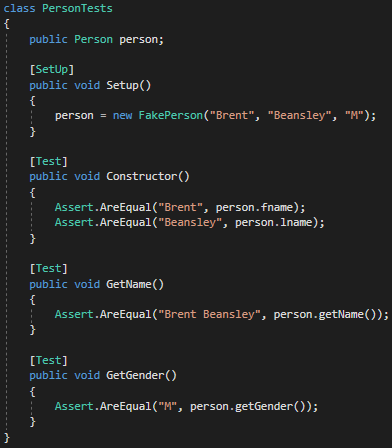 class PersonTests
{
    public Person person;

    [SetUp]
    public void Setup()
    {
        person = new FakePerson("Brent", "Beansley", "M");
    }

    [Test]
    public void Constructor()
    {
        Assert.AreEqual("Brent", person.fname);
        Assert.AreEqual("Beansley", person.lname);
    }

    [Test]
    public void GetName()
    {
        Assert.AreEqual("Brent Beansley", person.getName());
    }

    [Test]
    public void GetGender()
    {
        Assert.AreEqual("M", person.getGender());
    }
}